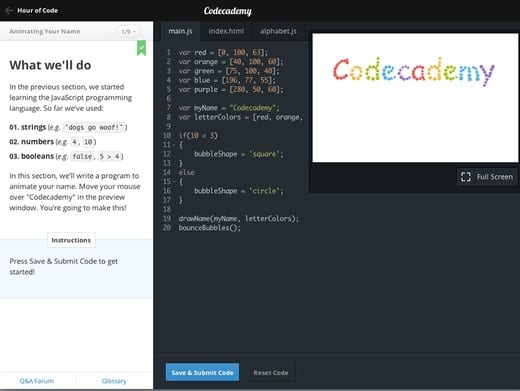 Hour of Code
Codecademy
Animating Your Name
1/9
What we'll do
In the previous section, we started
learning the JavaScript programming
language. So far we've used:
01. strings (e.g. "dogs go woof!" )
02. numbers (e.g. 4, 10 )
03. booleans (e.g. false, 5 > 4 )
In this section, we'll write a program to
animate your name. Move your mouse
over "Codecademy" in the preview
window. You're going to make this!
Instructions
Press Save & Submit Code to get
started!
Q&A Forum
Glossary
main.js
index.html
alphabet.js
1 var red = [0, 100, 63];
2 var orange = [40, 100, 60];
3 var green = [75, 100, 40];
4 var blue = [196, 77, 55];
5 var purple = [280, 50, 60];
6
7 var myName = "Codecademy";
8 var letterColors = [red, orange,
9
10 if(10 < 3)
11- {
12 bubbleShape = 'square';
13 }
14 else
15- {
16 bubbleShape = 'circle';
17 }
18
19 drawName(myName, letterColors);
20 bounceBubbles();
Codecademy
Full Screen
Save & Submit Code
Reset Code